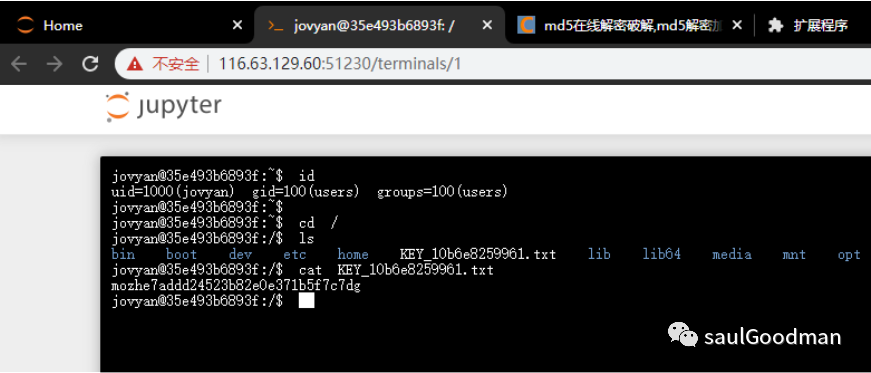 Home
jovyan@35e493b6893f: /
md5在线解密破解,md5解密加
扩展程序
不安全 116.63.129.60:51230/terminals/1
jupyter
jovyan@35e493b6893f:~$ id
uid=1000(jovyan) gid=100(users) groups=100(users)
jovyan@35e493b6893f:~$
jovyan@35e493b6893f:~$ cd /
jovyan@35e493b6893f:/$ ls
bin boot dev etc home KEY_10b6e8259961.txt lib lib64 media mnt opt
jovyan@35e493b6893f:/$ cat KEY_10b6e8259961.txt
mozhe7addd24523b82e0e371b5f7c7dg
jovyan@35e493b6893f:/$
saulGoodman